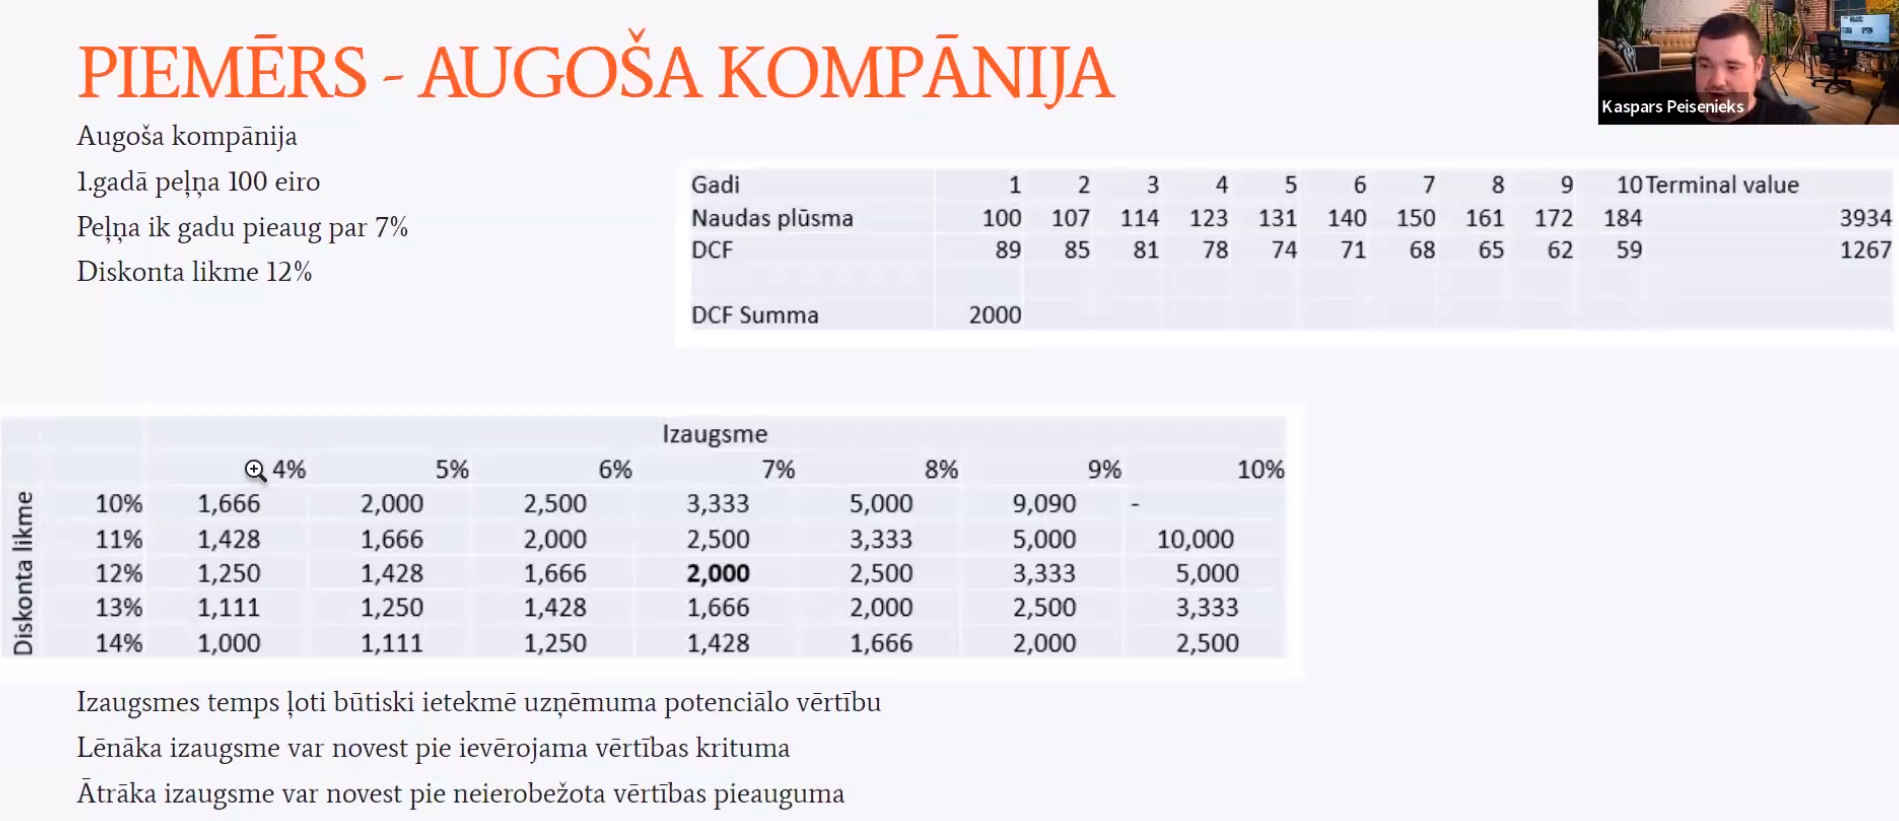 PIEMĒRS - AUGOŠA KOMPĀNIJA
Kaspars Peisenieks
Augoša kompānija
1.gadā peļņa 100 eiro
Peļņa ik gadu pieaug par 7%
Diskonta likme 12%
Gadi 1 2 3 4 5 6 7 8 9 10 Terminal value
Naudas plūsma 100 107 114 123 131 140 150 161 172 184 3934
DCF 89 85 81 78 74 71 68 65 62 59 1267
DCF Summa 2000
Izaugsme
4% 5% 6% 7% 8% 9% 10%
Diskonta likme
10% 1,666 2,000 2,500 3,333 5,000 9,090 -
11% 1,428 1,666 2,000 2,500 3,333 5,000 10,000
12% 1,250 1,428 1,666 2,000 2,500 3,333 5,000
13% 1,111 1,250 1,428 1,666 2,000 2,500 3,333
14% 1,000 1,111 1,250 1,428 1,666 2,000 2,500
Izaugsmes temps ļoti būtiski ietekmē uzņēmuma potenciālo vērtību
Lēnāka izaugsme var novest pie ievērojama vērtības krituma
Ātrāka izaugsme var novest pie neierobežota vērtības pieauguma